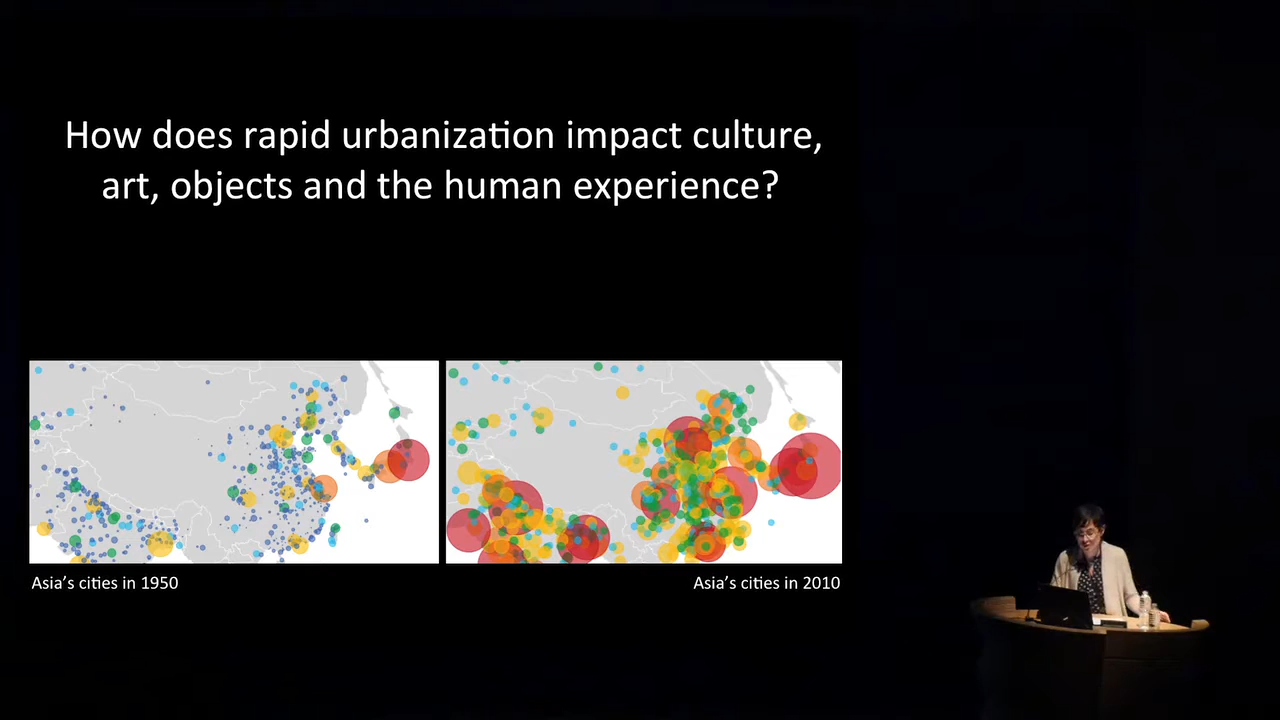 How does rapid urbanization impact culture,
art, objects and the human experience?
Asia's cities in 1950
Asia's cities in 2010